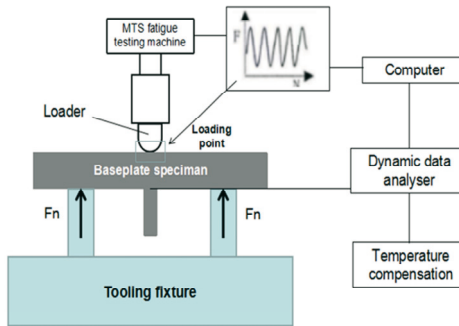 MTS fatigue
testing machine
F
N
Computer
Loader
Loading
point
Baseplate speciman
Dynamic data
analyser
Fn
Fn
Temperature
compensation
Tooling fixture